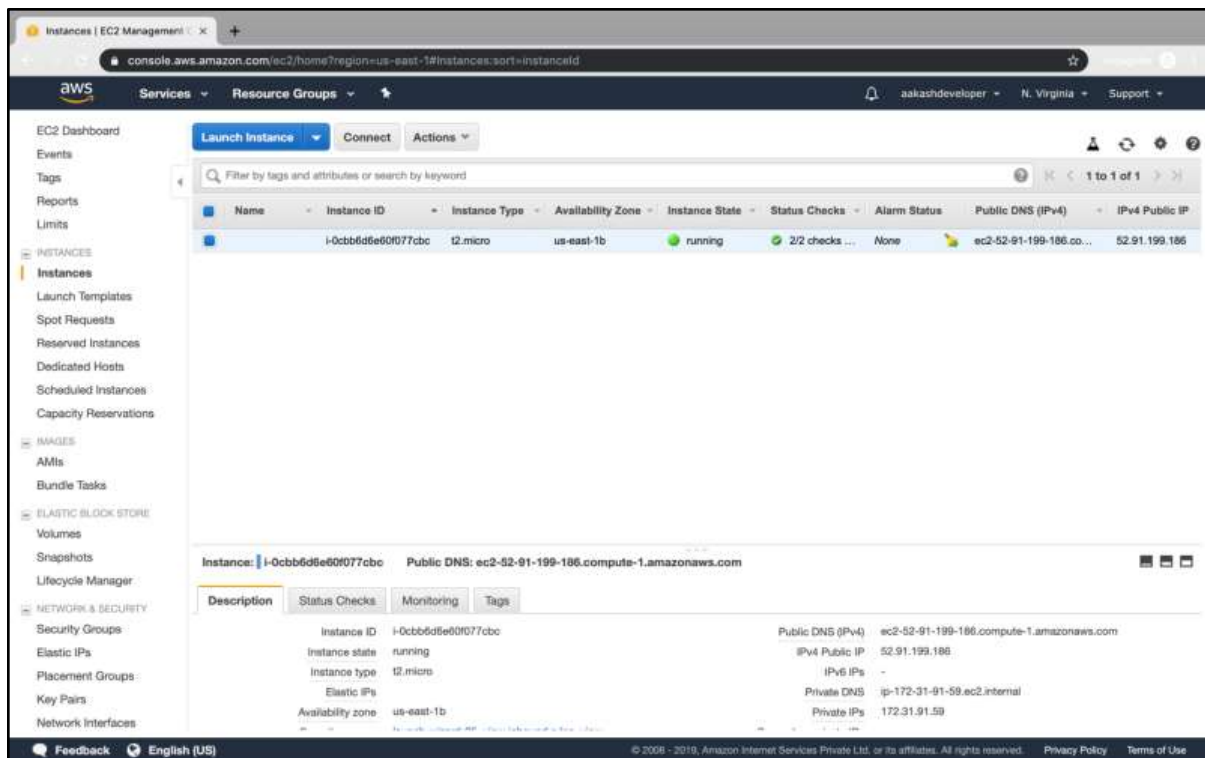 Instances | EC2 Management
console.aws.amazon.com/ec2/home?region=us-east-1#Instances:sort=instanceId
aws Services Resource Groups aakashdeveloper N. Virginia Support
EC2 Dashboard
Events
Tags
Reports
Limits
INSTANCES
Instances
Launch Templates
Spot Requests
Reserved Instances
Dedicated Hosts
Scheduled Instances
Capacity Reservations
IMAGES
AMIs
Bundle Tasks
ELASTIC BLOCK STORE
Volumes
Snapshots
Lifecycle Manager
NETWORK & SECURITY
Security Groups
Elastic IPs
Placement Groups
Key Pairs
Network Interfaces
Launch Instance Connect Actions
Filter by tags and attributes or search by keyword 1 to 1 of 1
Name Instance ID Instance Type Availability Zone Instance State Status Checks Alarm Status Public DNS (IPv4) IPv4 Public IP
i-0cbb6d6e60f077cbc t2.micro us-east-1b running 2/2 checks ... None ec2-52-91-199-186.co... 52.91.199.186
Instance: i-0cbb6d6e60f077cbc Public DNS: ec2-52-91-199-186.compute-1.amazonaws.com
Description Status Checks Monitoring Tags
Instance ID i-0cbb6d6e60f077cbc Public DNS (IPv4) ec2-52-91-199-186.compute-1.amazonaws.com
Instance state running IPv4 Public IP 52.91.199.186
Instance type t2.micro IPv6 IPs -
Elastic IPs Private DNS ip-172-31-91-59.ec2.internal
Availability zone us-east-1b Private IPs 172.31.91.59
Feedback English (US) © 2008 - 2019, Amazon Internet Services Private Ltd. or its affiliates. All rights reserved. Privacy Policy Terms of Use